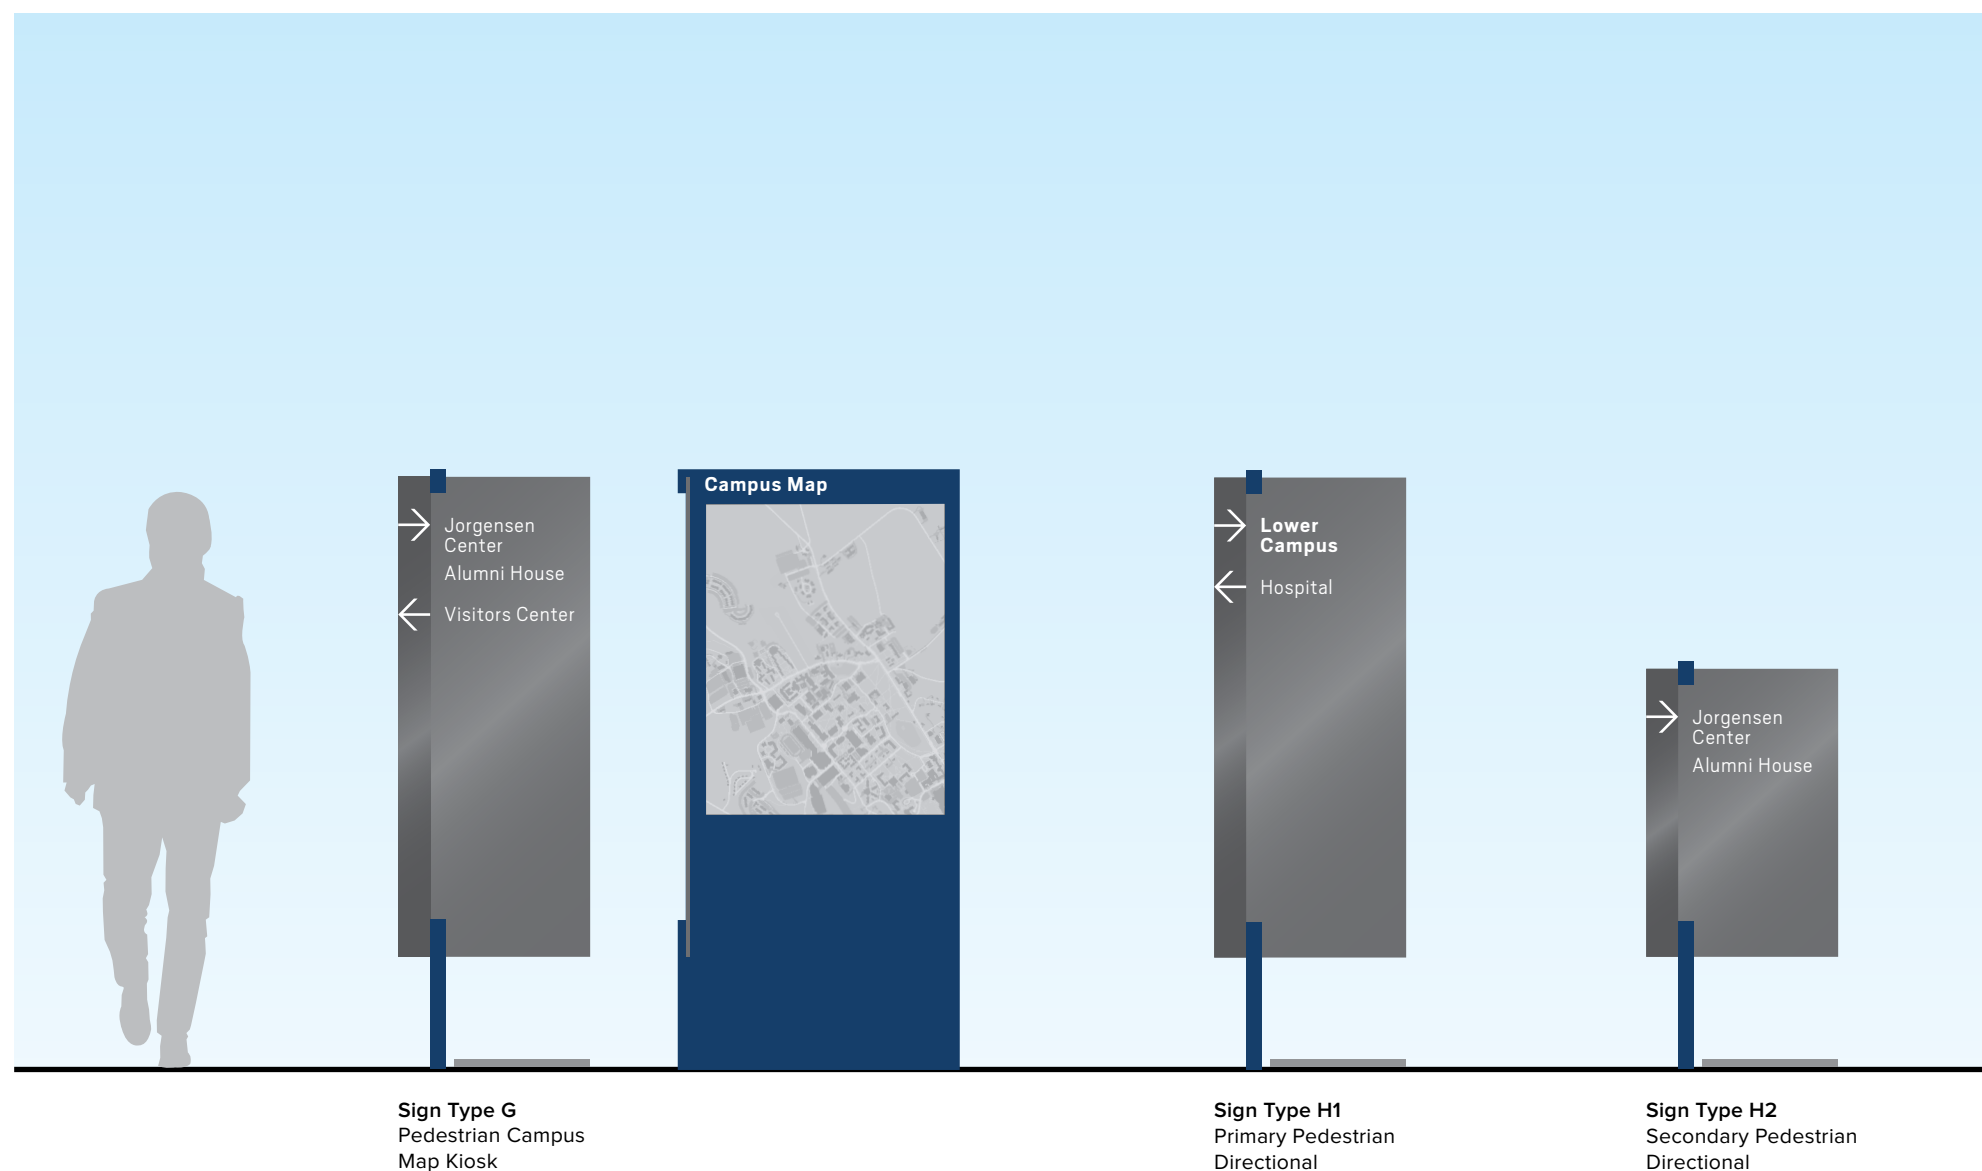 Jorgensen
Center
Alumni House
Visitors Center
Campus Map
Lower
Campus
Hospital
Jorgensen
Center
Alumni House
Sign Type G
Pedestrian Campus
Map Kiosk
Sign Type H1
Primary Pedestrian
Directional
Sign Type H2
Secondary Pedestrian
Directional